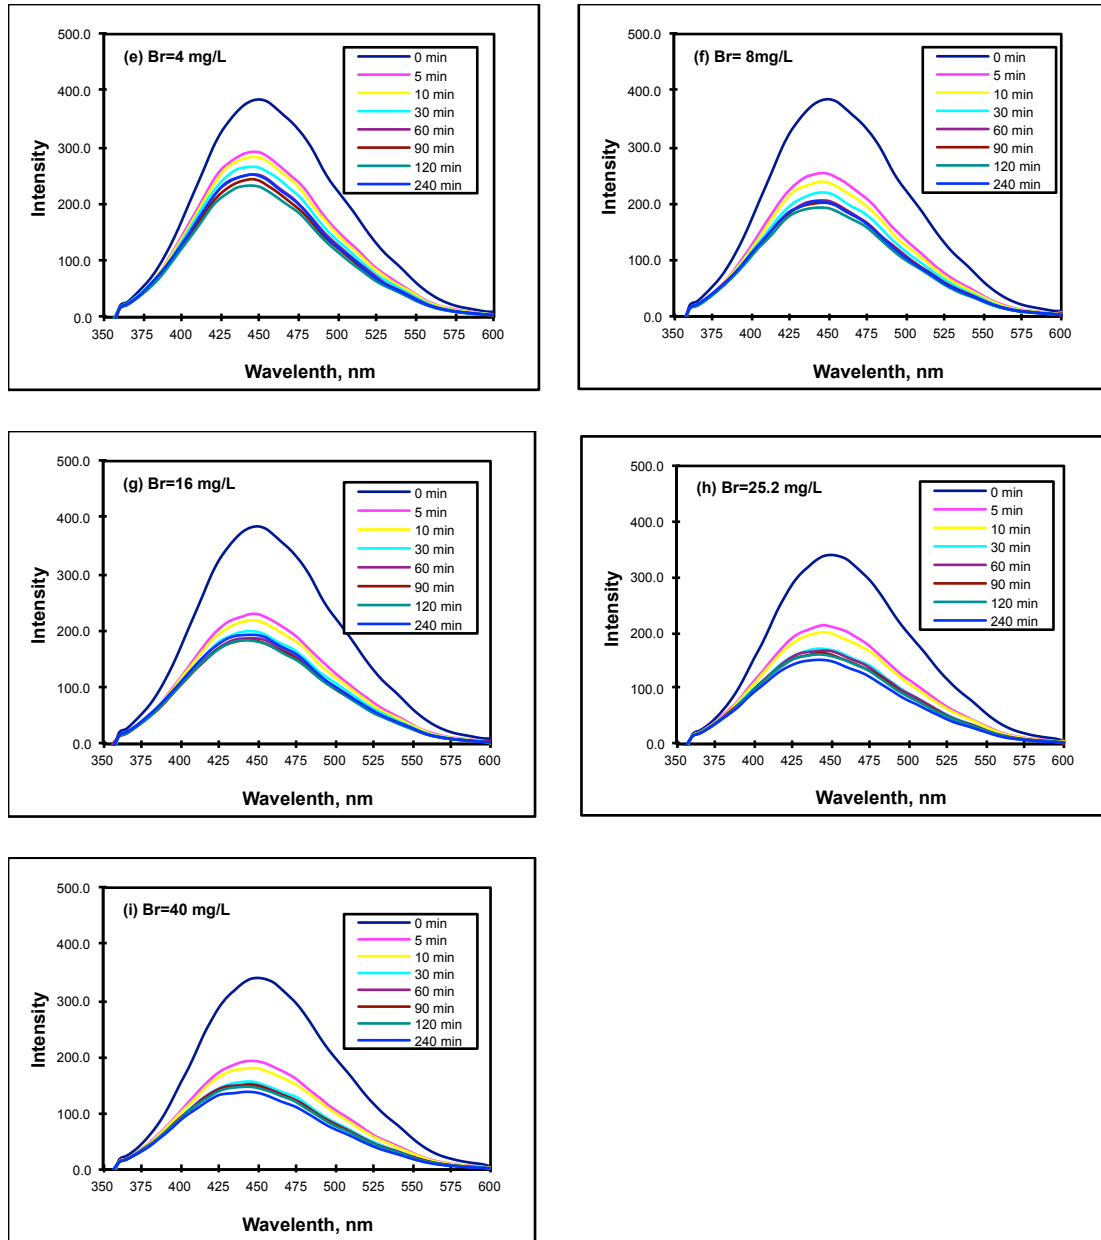 (e) Br=4 mg/L
500.0
400.0
300.0
200.0
100.0
0.0
Intensity
350 375 400 425 450 475 500 525 550 575 600
Wavelenth, nm
0 min
5 min
10 min
30 min
60 min
90 min
120 min
240 min
(f) Br= 8mg/L
500.0
400.0
300.0
200.0
100.0
0.0
Intensity
350 375 400 425 450 475 500 525 550 575 600
Wavelenth, nm
0 min
5 min
10 min
30 min
60 min
90 min
120 min
240 min
(g) Br=16 mg/L
500.0
400.0
300.0
200.0
100.0
0.0
Intensity
350 375 400 425 450 475 500 525 550 575 600
Wavelenth, nm
0 min
5 min
10 min
30 min
60 min
90 min
120 min
240 min
(h) Br=25.2 mg/L
500.0
400.0
300.0
200.0
100.0
0.0
Intensity
350 375 400 425 450 475 500 525 550 575 600
Wavelenth, nm
0 min
5 min
10 min
30 min
60 min
90 min
120 min
240 min
(i) Br=40 mg/L
500.0
400.0
300.0
200.0
100.0
0.0
Intensity
350 375 400 425 450 475 500 525 550 575 600
Wavelenth, nm
0 min
5 min
10 min
30 min
60 min
90 min
120 min
240 min